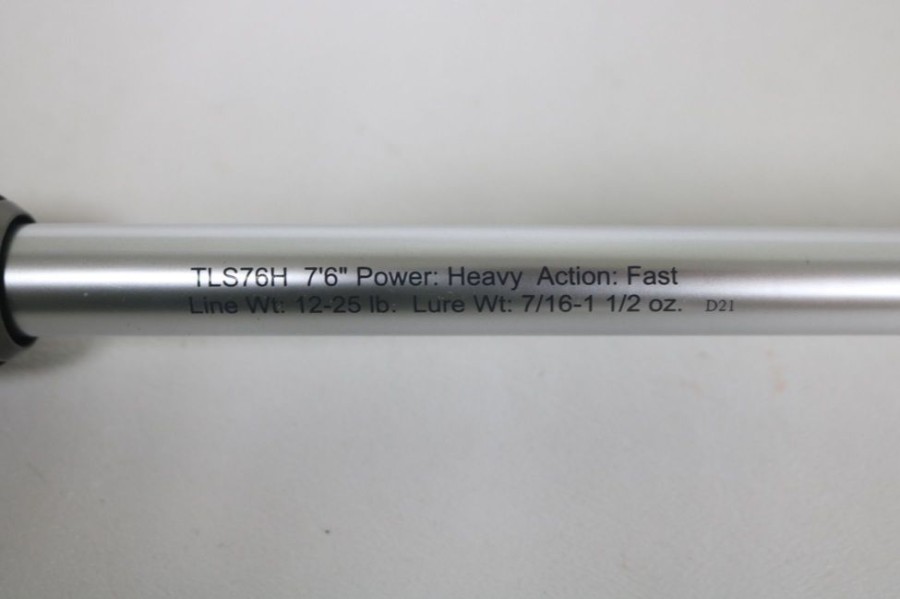 TLS76H 7'6" Power: Heavy Action: Fast
Line Wt: 12-25 lb. Lure Wt: 7/16-1 1/2 oz. D21